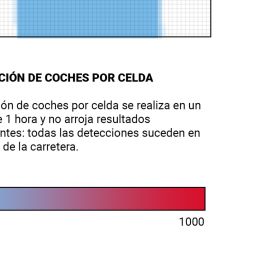 CIÓN DE COCHES POR CELDA
ón de coches por celda se realiza en un
e 1 hora y no arroja resultados
ntes: todas las detecciones suceden en
de la carretera.
1000